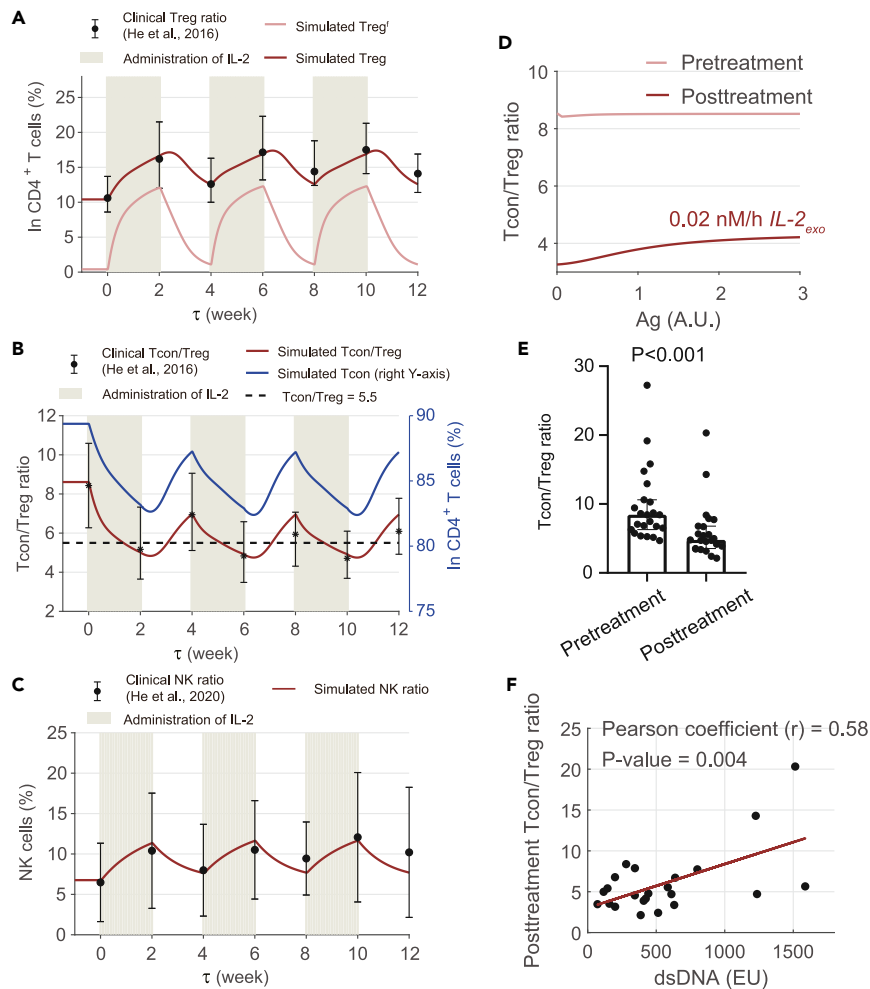 A
Clinical Treg ratio
(He et al., 2016)
Simulated Tregʳ
Administration of IL-2
Simulated Treg
25
20
15
10
5
0
In CD4⁺ T cells (%)
0 2 4 6 8 10 12
τ (week)
B
Clinical Tcon/Treg
(He et al., 2016)
Simulated Tcon/Treg
Simulated Tcon (right Y-axis)
Administration of IL-2
Tcon/Treg = 5.5
12
10
8
6
4
2
Tcon/Treg ratio
90
85
80
75
In CD4⁺ T cells (%)
0 2 4 6 8 10 12
τ (week)
C
Clinical NK ratio
(He et al., 2020)
Simulated NK ratio
Administration of IL-2
25
20
15
10
5
0
NK cells (%)
0 2 4 6 8 10 12
τ (week)
D
Pretreatment
Posttreatment
10
8
6
4
Tcon/Treg ratio
0.02 nM/h IL-2exo
0 1 2 3
Ag (A.U.)
E
P<0.001
30
20
10
0
Tcon/Treg ratio
Pretreatment
Posttreatment
F
Pearson coefficient (r) = 0.58
P-value = 0.004
25
20
15
10
5
0
Posttreatment Tcon/Treg ratio
0 500 1000 1500
dsDNA (EU)